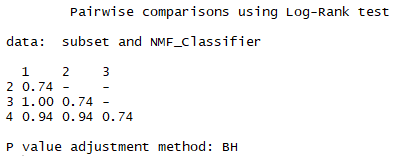 Pairwise comparisons using Log-Rank test
data:  subset and NMF_Classifier
  1    2    3
2 0.74 -    -
3 1.00 0.74 -
4 0.94 0.94 0.74
P value adjustment method: BH